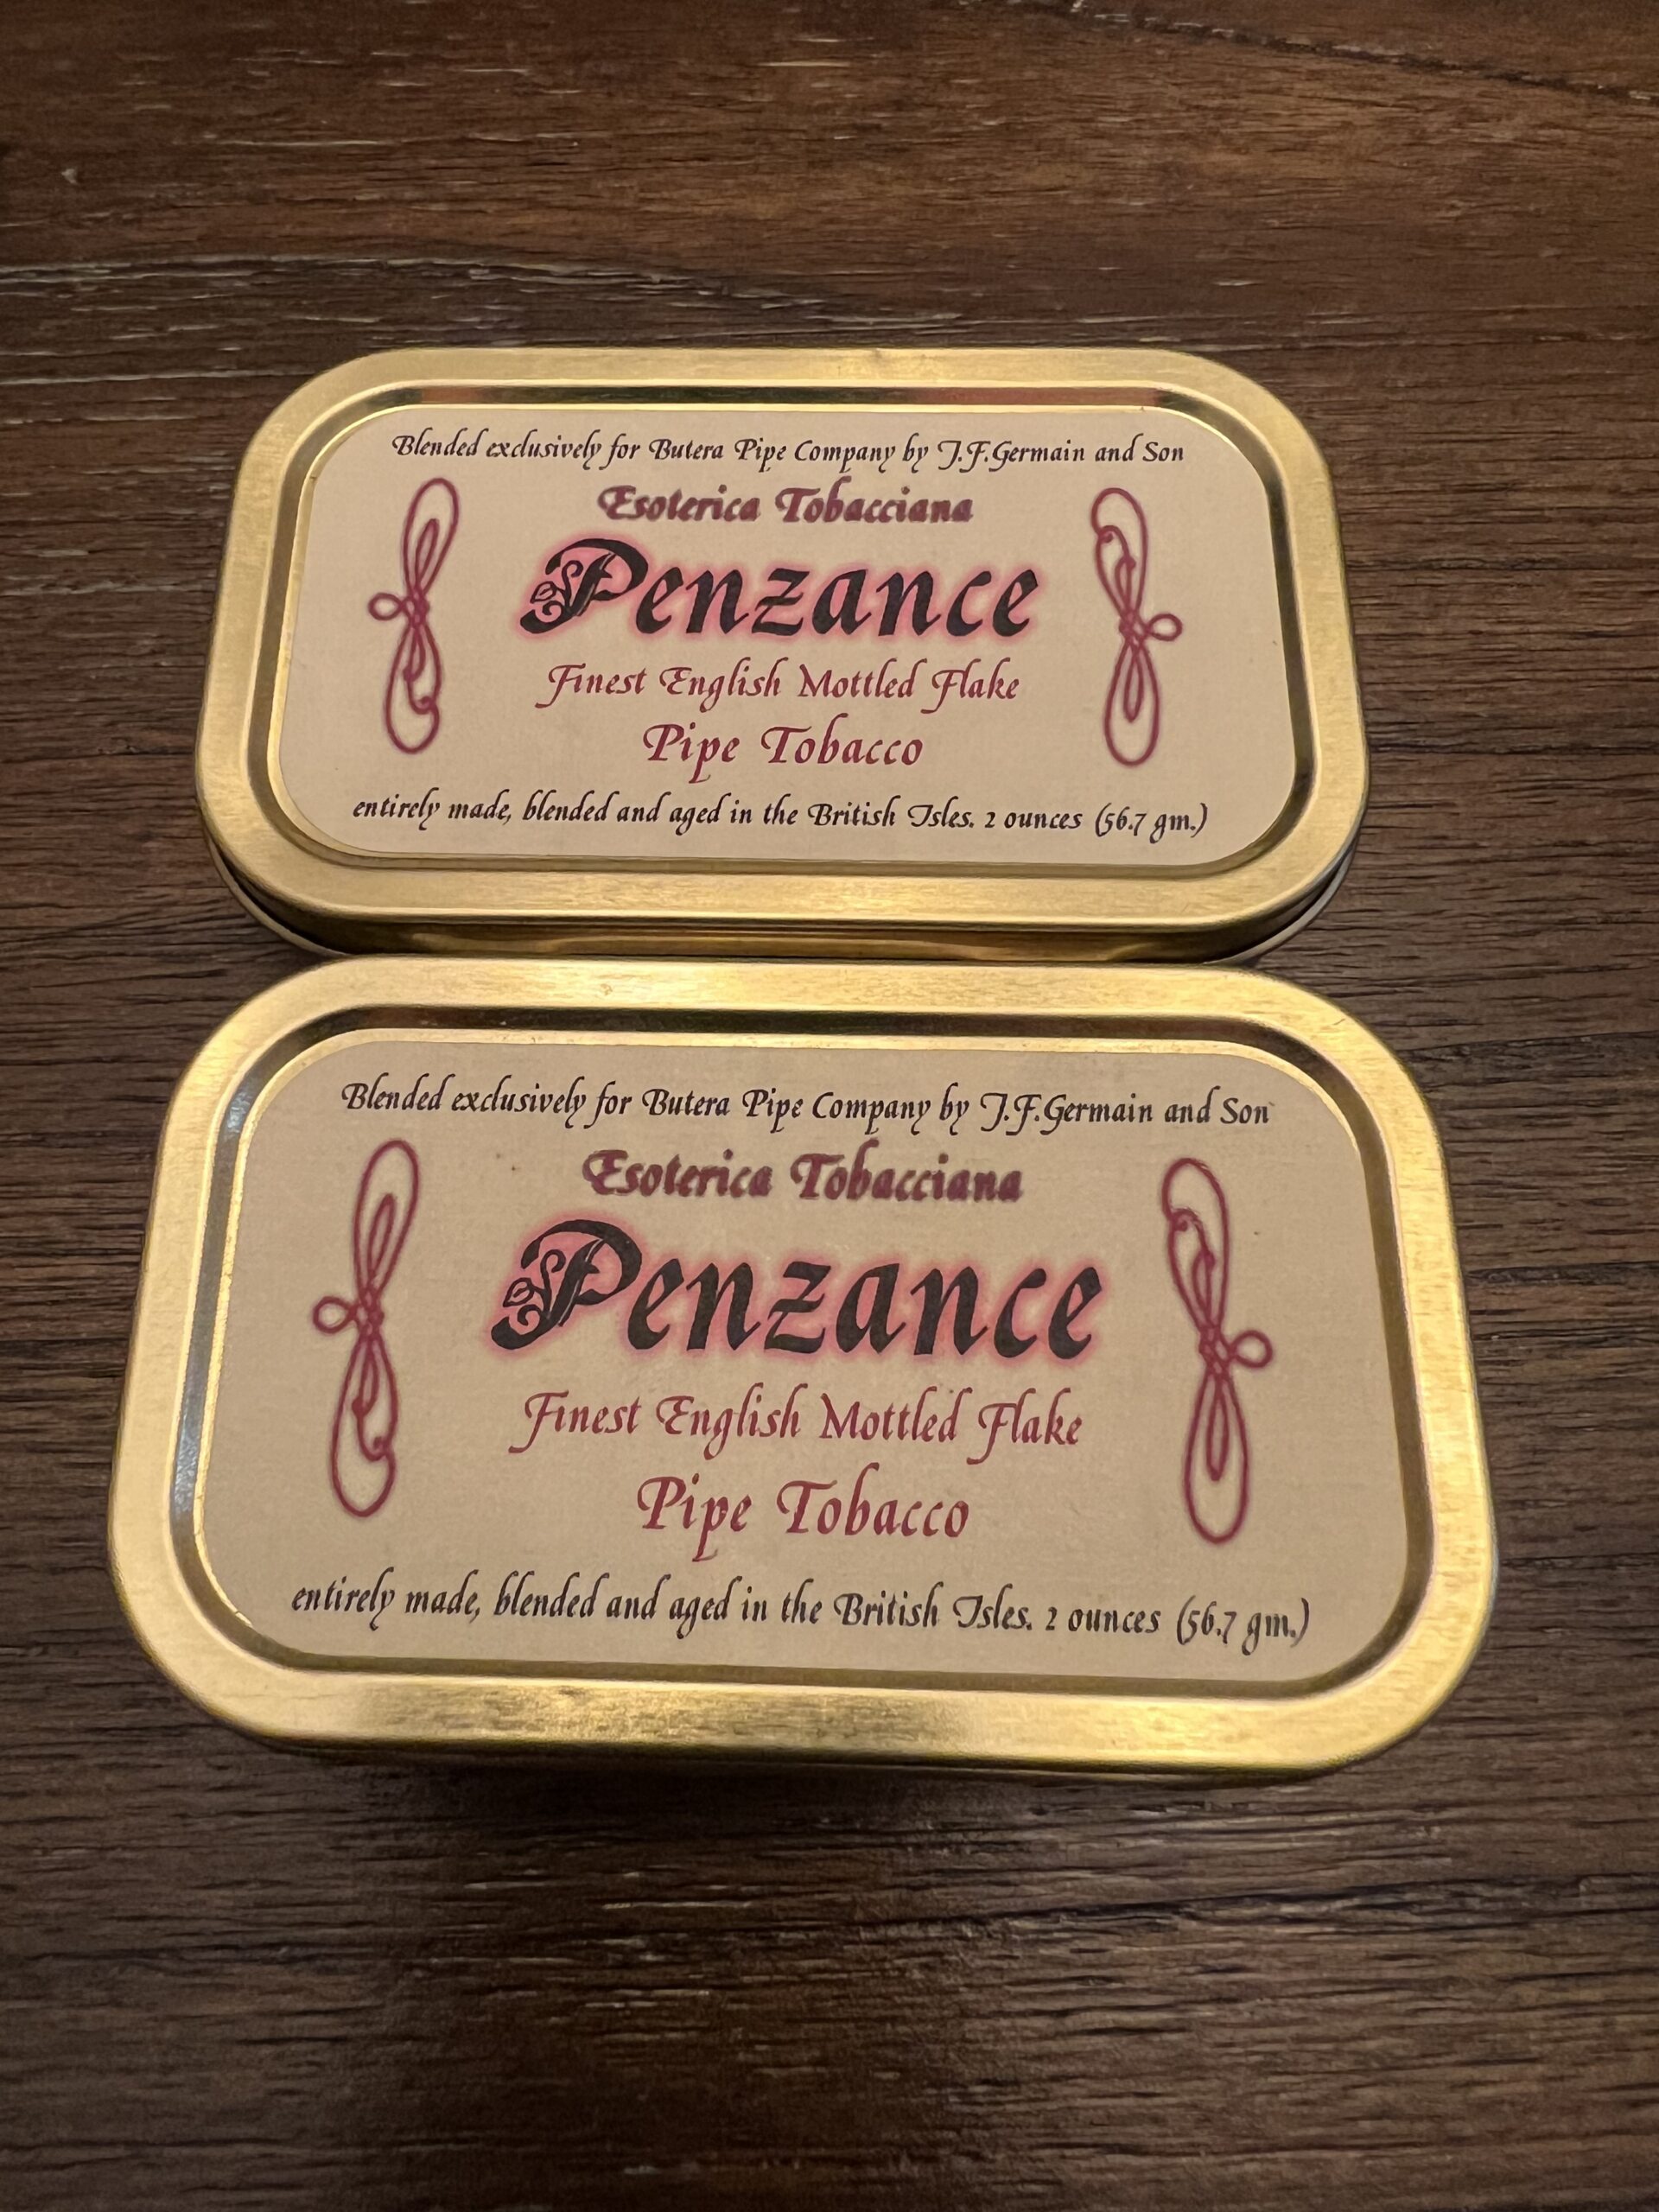 Blended exclusively for Butera Pipe Company by J.F.Germain and Son
Esoterica Tobacciana
Penzance
Finest English Mottled Flake
Pipe Tobacco
entirely made, blended and aged in the British Isles. 2 ounces (56.7 gm.)
Blended exclusively for Butera Pipe Company by J.F.Germain and Son
Esoterica Tobacciana
Penzance
Finest English Mottled Flake
Pipe Tobacco
entirely made, blended and aged in the British Isles. 2 ounces (56.7 gm.)